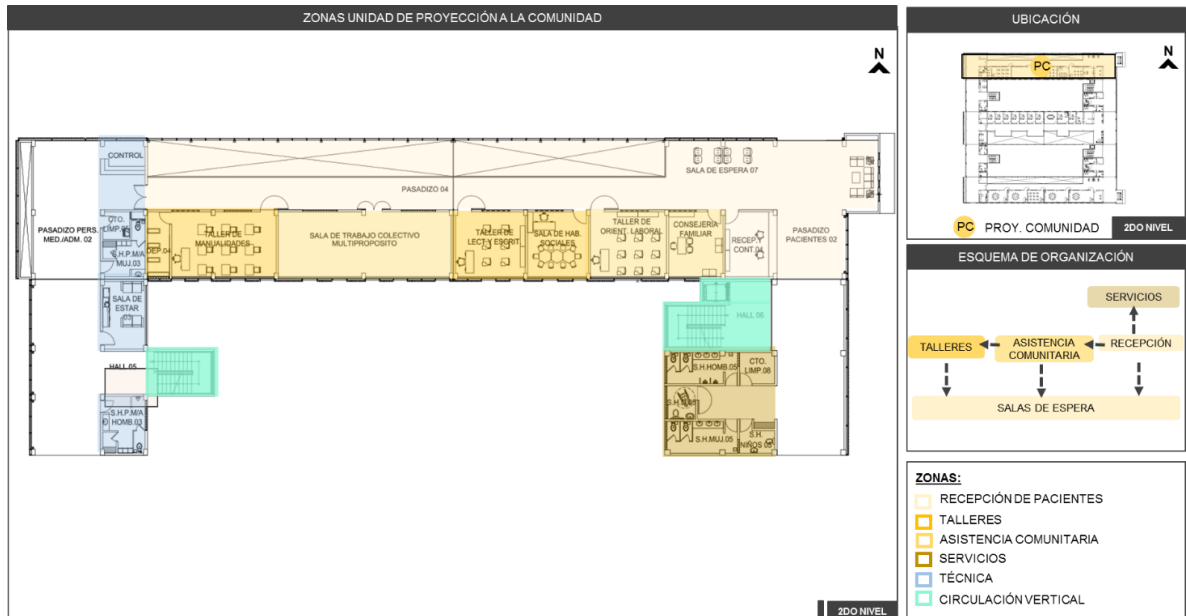 ZONAS UNIDAD DE PROYECCIÓN A LA COMUNIDAD
N
CONTROL
SALA DE ESPERA 07
PASADIZO 04
PASADIZO PERS.
MED./ADM. 02
CTO.
LIMP.
S.H.P.M/A
MUJ.03
DEP.04
TALLER DE
MANUALIDADES
SALA DE TRABAJO COLECTIVO
MULTIPROPOSITO
TALLER DE
LECT. Y ESCRIT.
SALA DE HAB.
SOCIALES
TALLER DE
ORIENT. LABORAL
CONSEJERIA
FAMILIAR
RECEP. Y
CONT.04
PASADIZO
PACIENTES 02
SALA DE
ESTAR
HALL 06
HALL 05
S.H.P.M/A
HOMB.03
S.H.HOMB.05
CTO.
LIMP.08
S.H.MUJ.05
S.H.
NIÑOS
2DO NIVEL
UBICACIÓN
N
PC
PC PROY. COMUNIDAD 2DO NIVEL
ESQUEMA DE ORGANIZACIÓN
SERVICIOS
TALLERES
ASISTENCIA
COMUNITARIA
RECEPCIÓN
SALAS DE ESPERA
ZONAS:
RECEPCIÓN DE PACIENTES
TALLERES
ASISTENCIA COMUNITARIA
SERVICIOS
TÉCNICA
CIRCULACIÓN VERTICAL